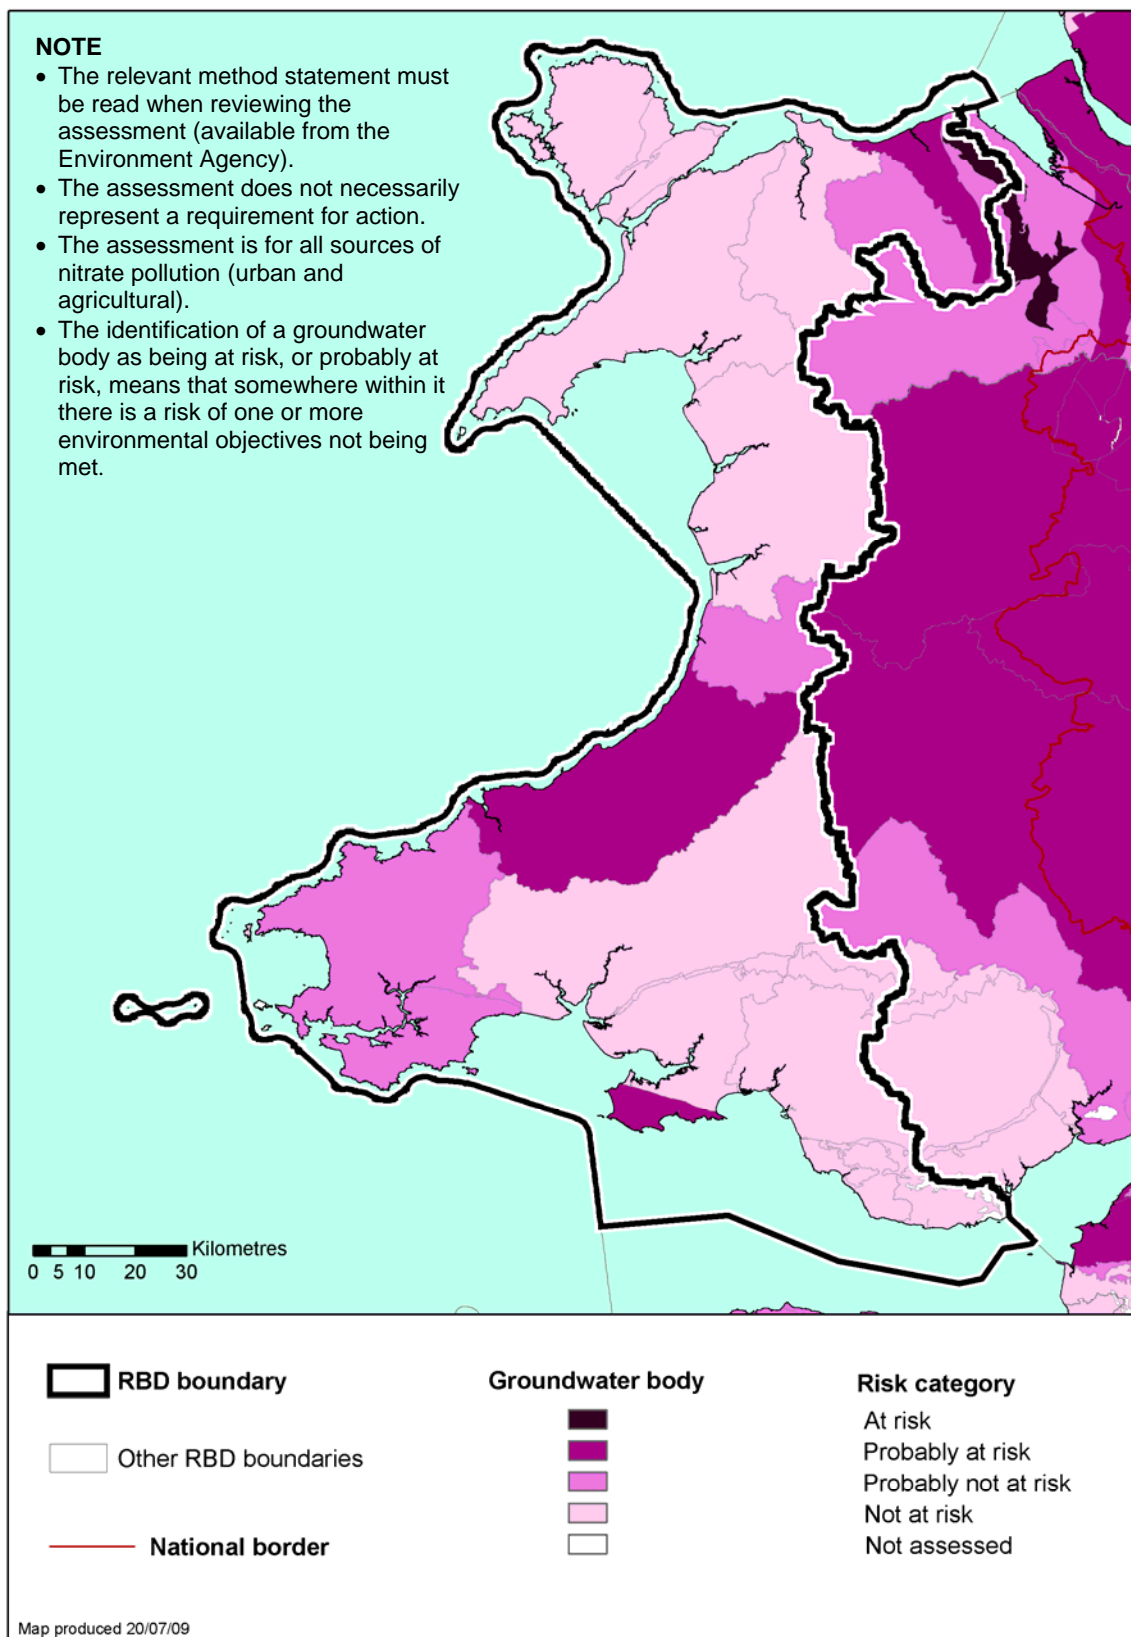 NOTE
• The relevant method statement must
be read when reviewing the
assessment (available from the
Environment Agency).
• The assessment does not necessarily
represent a requirement for action.
• The assessment is for all sources of
nitrate pollution (urban and
agricultural).
• The identification of a groundwater
body as being at risk, or probably at
risk, means that somewhere within it
there is a risk of one or more
environmental objectives not being
met.
Kilometres
0 5 10 20 30
RBD boundary
Other RBD boundaries
National border
Groundwater body
Risk category
At risk
Probably at risk
Probably not at risk
Not at risk
Not assessed
Map produced 20/07/09